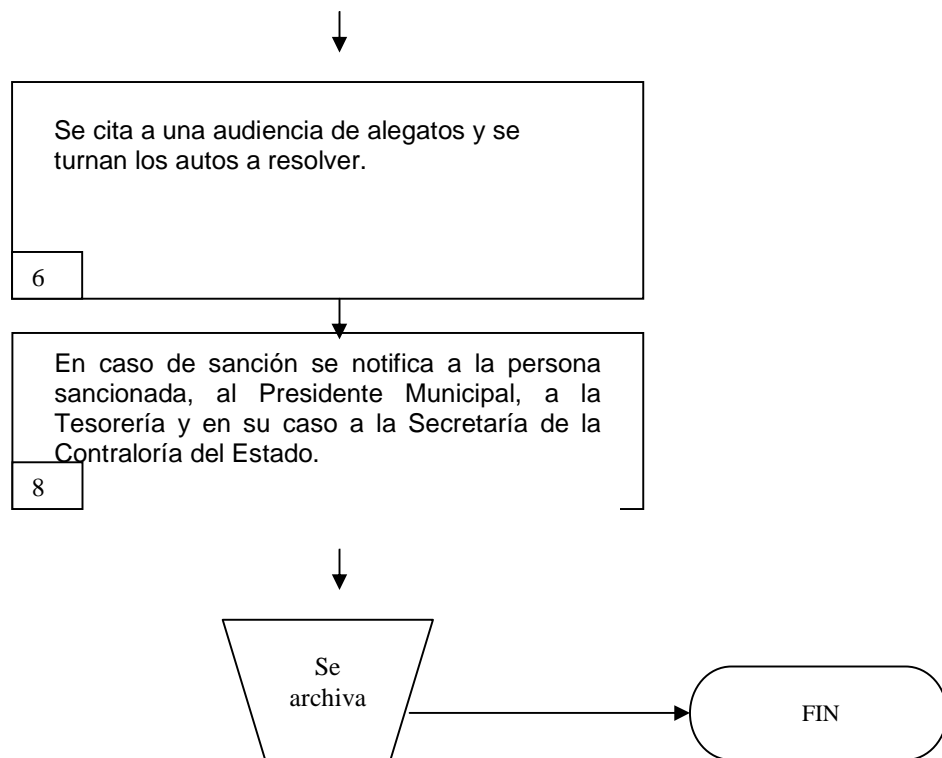 Se cita a una audiencia de alegatos y se
turnan los autos a resolver.
6
En caso de sanción se notifica a la persona
sancionada, al Presidente Municipal, a la
Tesorería y en su caso a la Secretaría de la
Contraloría del Estado.
8
Se
archiva
FIN